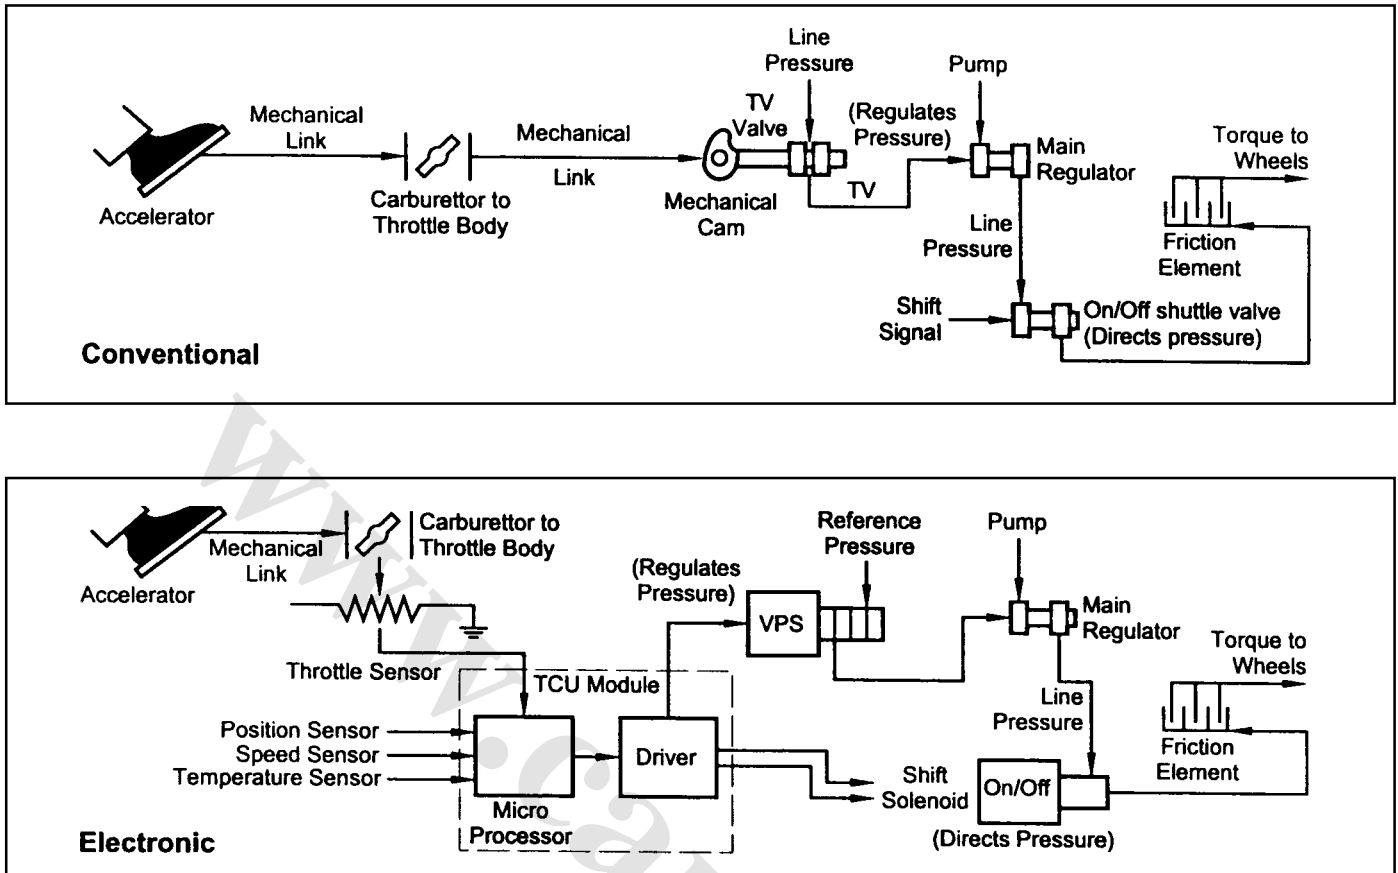 Line
Pressure
Pump
TV
Valve
(Regulates
Pressure)
Mechanical
Link
Mechanical
Link
Torque to
Wheels
Main
Regulator
Accelerator
Carburettor to
Throttle Body
Mechanical
Cam
TV
Line
Pressure
Friction
Element
Shift
Signal
On/Off shuttle valve
(Directs pressure)
Conventional
Carburettor to
Throttle Body
Reference
Pressure
Pump
Mechanical
Link
Accelerator
(Regulates
Pressure)
VPS
Main
Regulator
Torque to
Wheels
Throttle Sensor
TCU Module
Line
Pressure
Position Sensor
Speed Sensor
Temperature Sensor
Driver
Friction
Element
Shift
Solenoid
On/Off
Micro
Processor
(Directs Pressure)
Electronic
www.ca